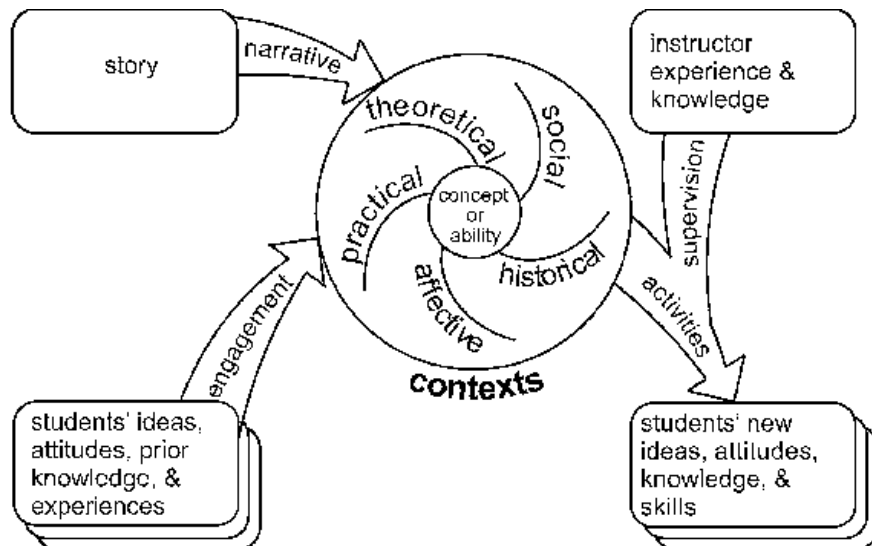 story
narrative
instructor
experience &
knowledge
theoretical
social
practical
concept
or
ability
historical
affective
contexts
supervision
activities
engagement
students' ideas,
attitudes, prior
knowledge, &
experiences
students' new
ideas, attitudes,
knowledge, &
skills